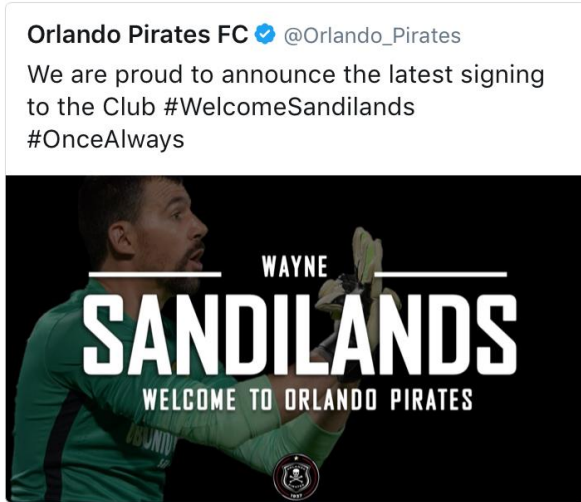 Orlando Pirates FC @Orlando_Pirates
We are proud to announce the latest signing
to the Club #WelcomeSandilands
#OnceAlways
WAYNE
SANDILANDS
WELCOME TO ORLANDO PIRATES